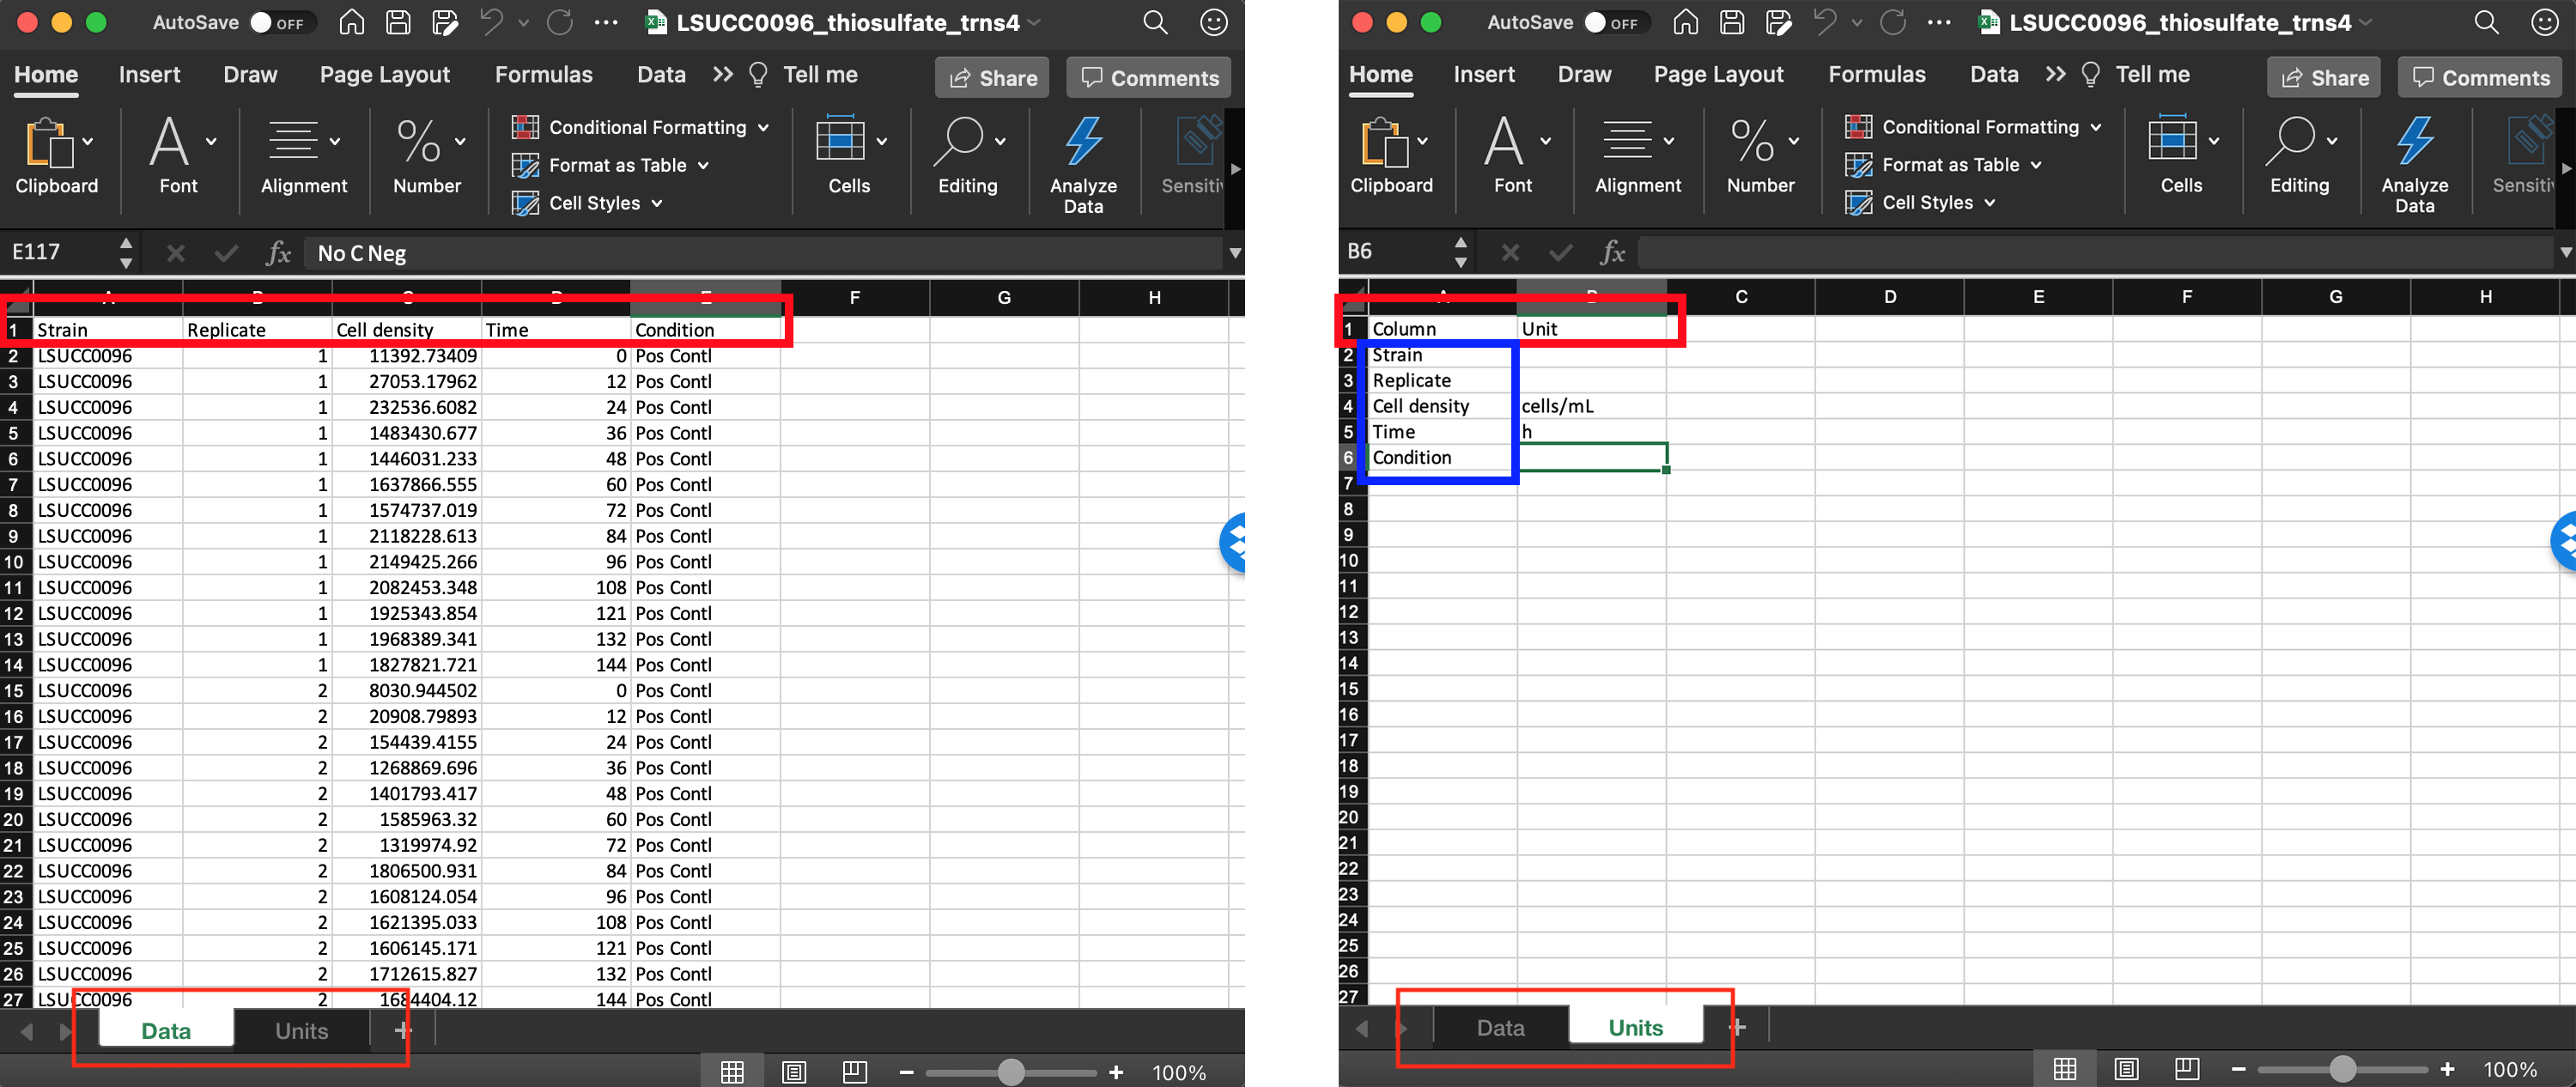 AutoSave OFF LSUCC0096_thiosulfate_trns4
Home Insert Draw Page Layout Formulas Data Tell me Share Comments
Clipboard Font Alignment Number Conditional Formatting Format as Table Cell Styles Cells Editing Analyze Data Sensiti
E117 fx No C Neg
A B C D E F G H
1 Strain Replicate Cell density Time Condition
2 LSUCC0096 1 11392.73409 0 Pos Contl
3 LSUCC0096 1 27053.17962 12 Pos Contl
4 LSUCC0096 1 232536.6082 24 Pos Contl
5 LSUCC0096 1 1483430.677 36 Pos Contl
6 LSUCC0096 1 1446031.233 48 Pos Contl
7 LSUCC0096 1 1637866.555 60 Pos Contl
8 LSUCC0096 1 1574737.019 72 Pos Contl
9 LSUCC0096 1 2118228.613 84 Pos Contl
10 LSUCC0096 1 2149425.266 96 Pos Contl
11 LSUCC0096 1 2082453.348 108 Pos Contl
12 LSUCC0096 1 1925343.854 121 Pos Contl
13 LSUCC0096 1 1968389.341 132 Pos Contl
14 LSUCC0096 1 1827821.721 144 Pos Contl
15 LSUCC0096 2 8030.944502 0 Pos Contl
16 LSUCC0096 2 20908.79893 12 Pos Contl
17 LSUCC0096 2 154439.4155 24 Pos Contl
18 LSUCC0096 2 1268869.696 36 Pos Contl
19 LSUCC0096 2 1401793.417 48 Pos Contl
20 LSUCC0096 2 1585963.32 60 Pos Contl
21 LSUCC0096 2 1319974.92 72 Pos Contl
22 LSUCC0096 2 1806500.931 84 Pos Contl
23 LSUCC0096 2 1608124.054 96 Pos Contl
24 LSUCC0096 2 1621395.033 108 Pos Contl
25 LSUCC0096 2 1606145.171 121 Pos Contl
26 LSUCC0096 2 1712615.827 132 Pos Contl
27 LSUCC0096 2 1684404.12 144 Pos Contl
Data Units +
100%
AutoSave OFF LSUCC0096_thiosulfate_trns4
Home Insert Draw Page Layout Formulas Data Tell me Share Comments
Clipboard Font Alignment Number Conditional Formatting Format as Table Cell Styles Cells Editing Analyze Data Sensiti
B6 fx
A B C D E F G H
1 Column Unit
2 Strain
3 Replicate
4 Cell density cells/mL
5 Time h
6 Condition
7
8
9
10
11
12
13
14
15
16
17
18
19
20
21
22
23
24
25
26
27
Data Units +
100%